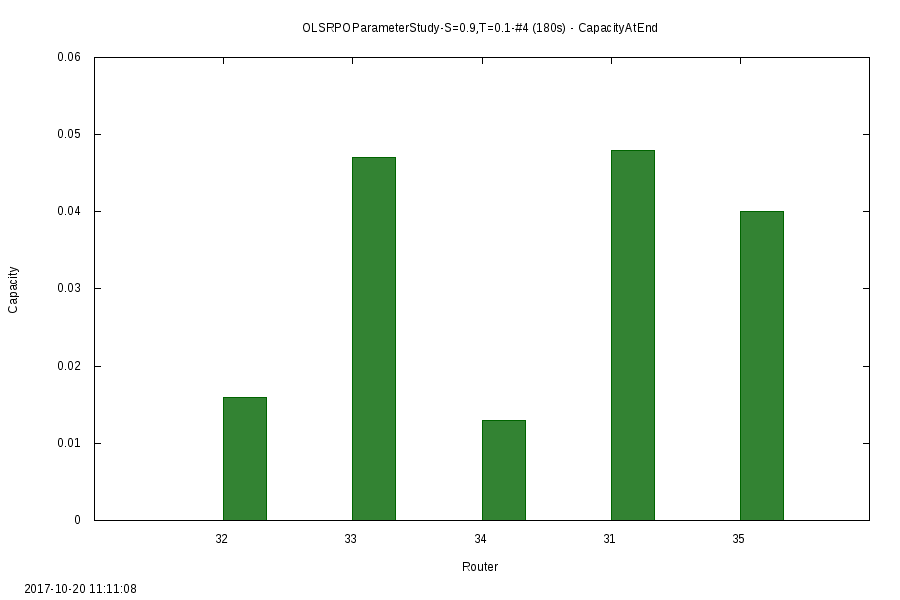 OLSRPOParameterStudy-S=0.9,T=0.1-#4 (180s) - CapacityAtEnd
0.06
0.05
0.04
0.03
0.02
0.01
0
Capacity
32 33 34 31 35
Router
2017-10-20 11:11:08